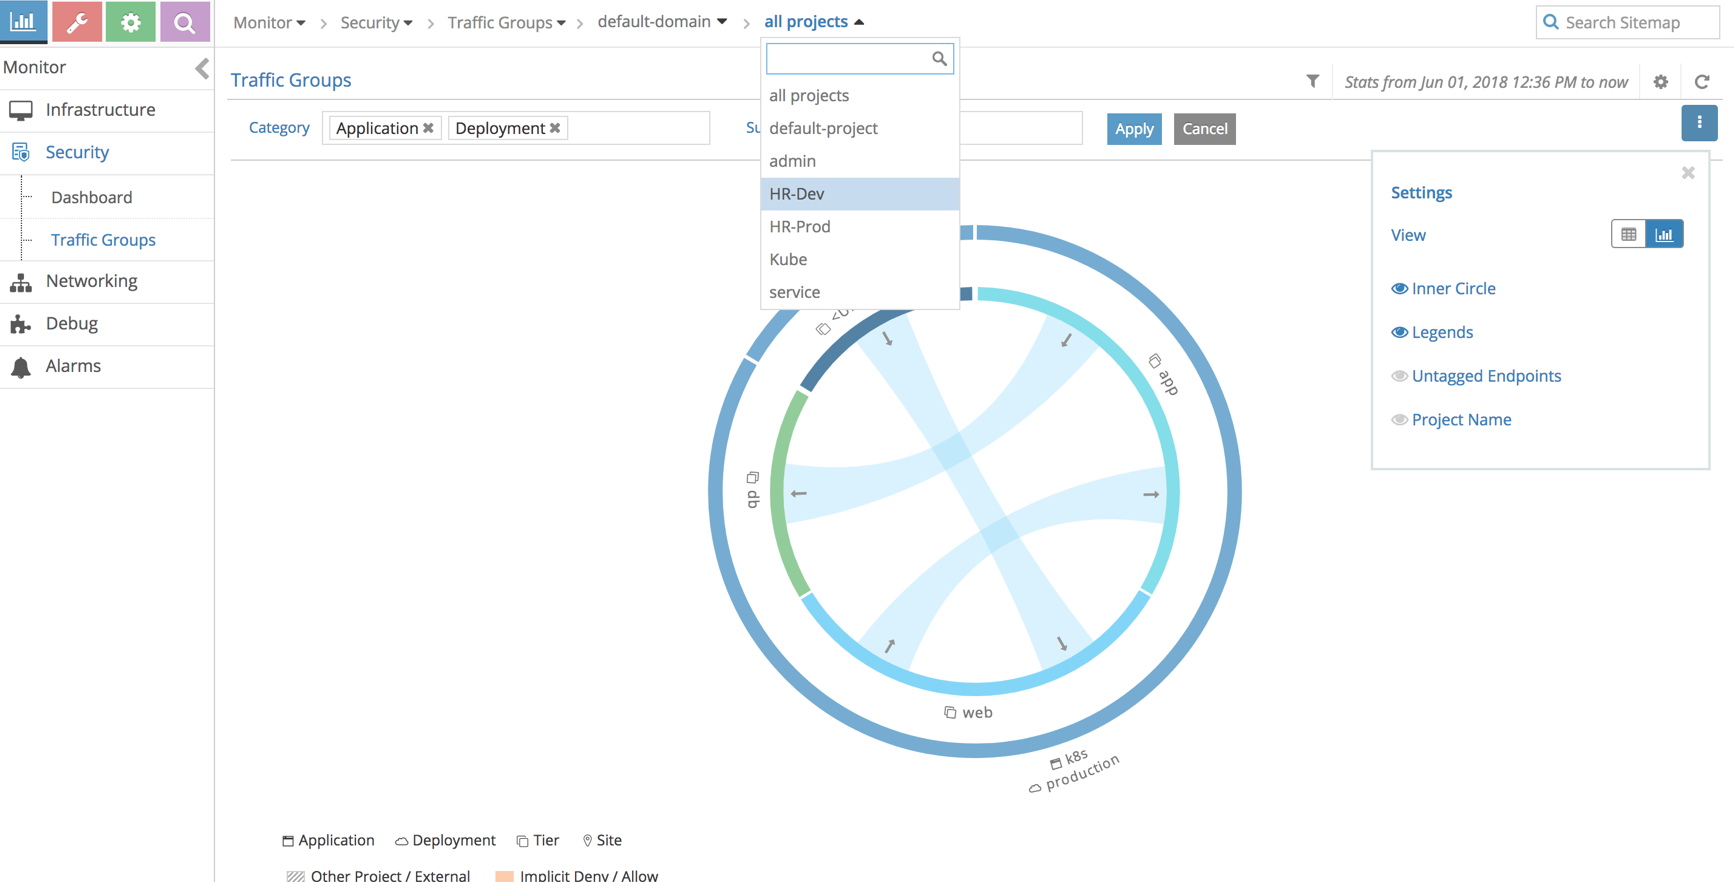 Monitor Security Traffic Groups default-domain all projects
Search Sitemap
Monitor
Infrastructure
Security
Dashboard
Traffic Groups
Networking
Debug
Alarms
Traffic Groups
Stats from Jun 01, 2018 12:36 PM to now
Category
Application Deployment
Su
Apply
Cancel
all projects
default-project
admin
HR-Dev
HR-Prod
Kube
service
Settings
View
Inner Circle
Legends
Untagged Endpoints
Project Name
app
db
web
k8s
production
Application Deployment Tier Site
Other Project / External Implicit Deny / Allow